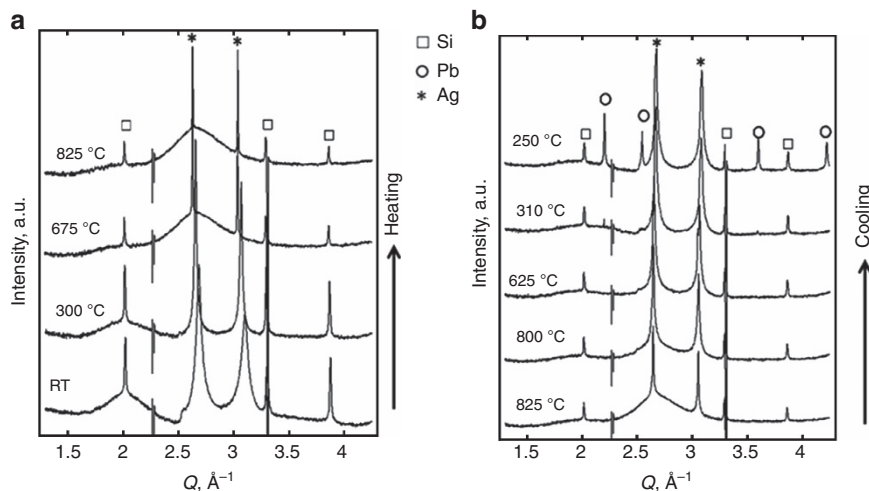 a
Intensity, a.u.
825 °C
675 °C
300 °C
RT
1.5 2 2.5 3 3.5 4
Q, Å⁻¹
Heating
Si
Pb
* Ag
b
Intensity, a.u.
250 °C
310 °C
625 °C
800 °C
825 °C
1.5 2 2.5 3 3.5 4
Q, Å⁻¹
Cooling